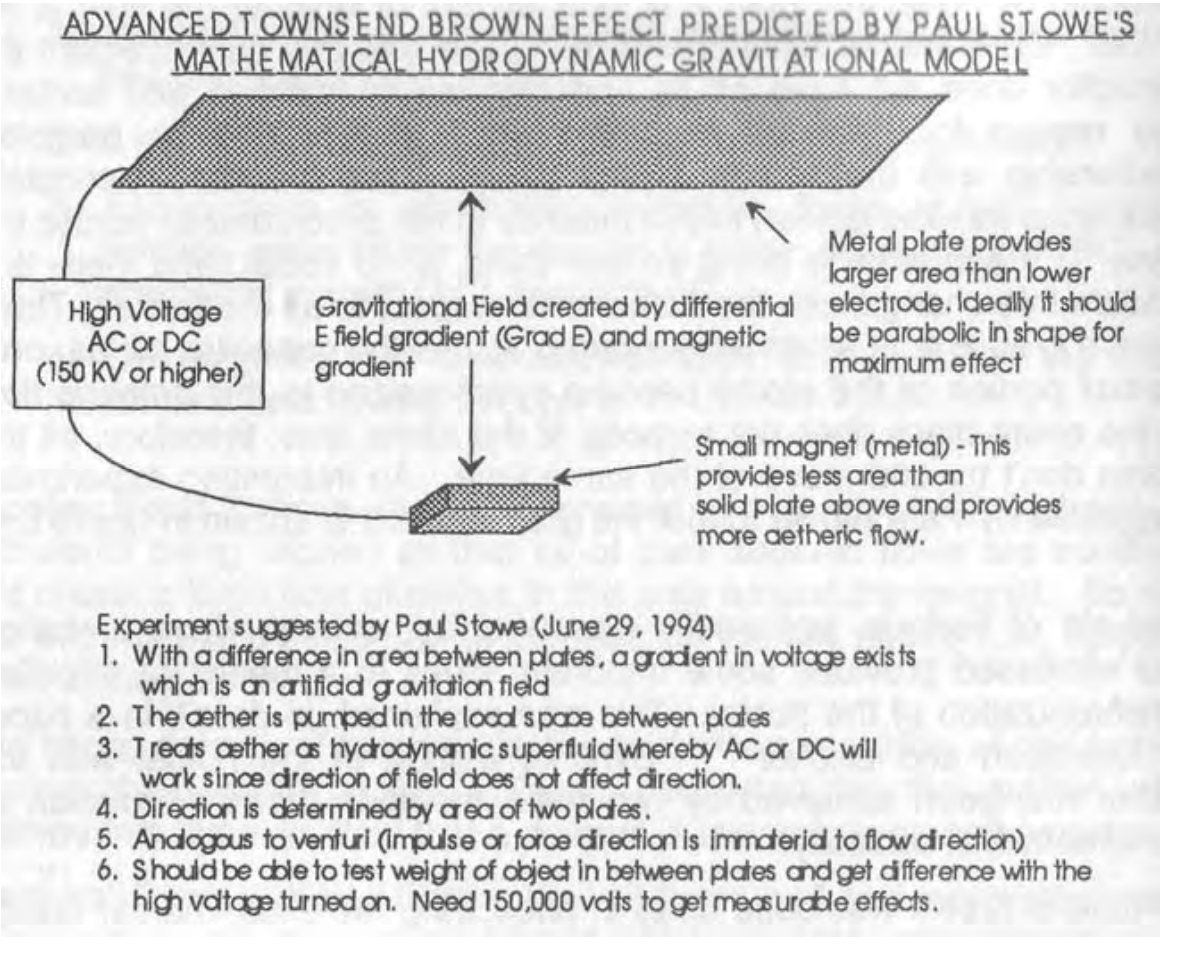 ADVANCED TOWNSEND BROWN EFFECT PREDICTED BY PAUL STOWE'S
MATHEMATICAL HYDRODYNAMIC GRAVITATIONAL MODEL
Metal plate provides
larger area than lower
electrode. Ideally it should
be parabolic in shape for
maximum effect
High Voltage
AC or DC
(150 KV or higher)
Gravitational Field created by differential
E field gradient (Grad E) and magnetic
gradient
Small magnet (metal) - This
provides less area than
solid plate above and provides
more aetheric flow.
Experiment suggested by Paul Stowe (June 29, 1994)
1. With a difference in area between plates, a gradient in voltage exists
which is an artificial gravitation field
2. The aether is pumped in the local space between plates
3. Treats aether as hydrodynamic superfluid whereby AC or DC will
work since direction of field does not affect direction.
4. Direction is determined by area of two plates.
5. Analogous to venturi (impulse or force direction is immaterial to flow direction)
6. Should be able to test weight of object in between plates and get difference with the
high voltage turned on. Need 150,000 volts to get measurable effects.